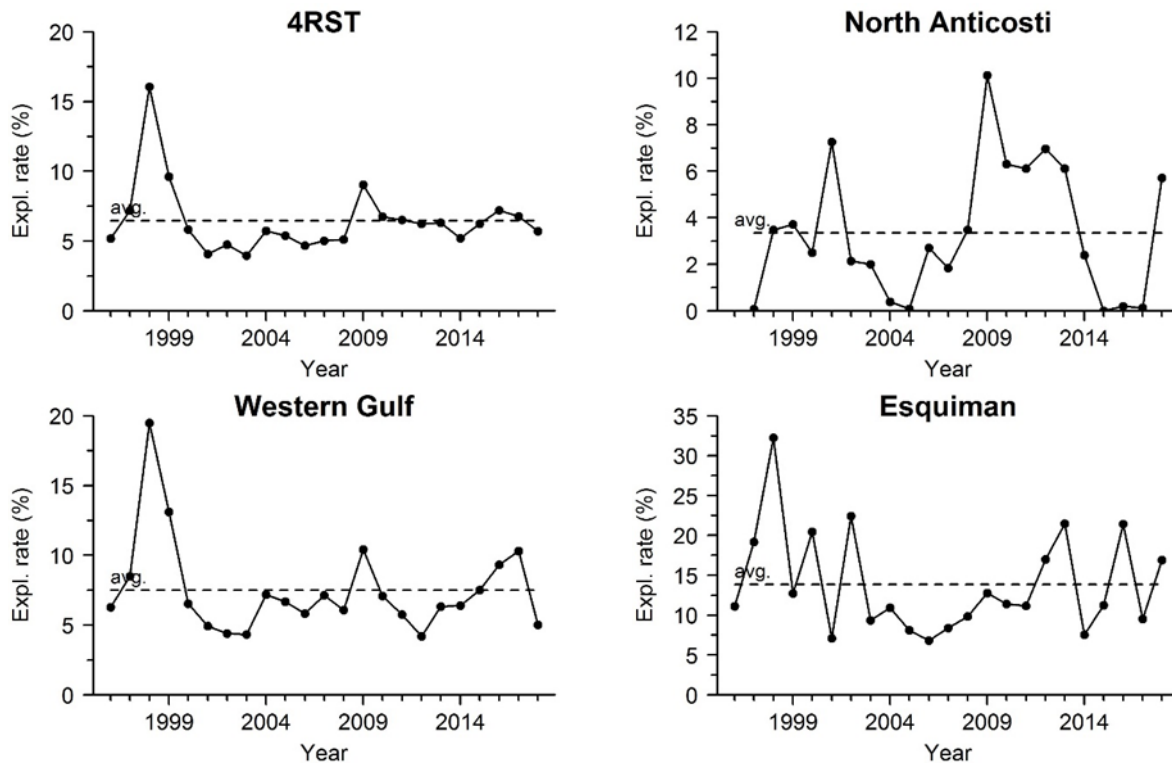 4RST
Expl. rate (%)
20
15
10
5
0
avg.
1999 2004 2009 2014
Year
North Anticosti
Expl. rate (%)
12
10
8
6
4
2
0
avg.
1999 2004 2009 2014
Year
Western Gulf
Expl. rate (%)
20
15
10
5
0
avg.
1999 2004 2009 2014
Year
Esquiman
Expl. rate (%)
35
30
25
20
15
10
5
0
avg.
1999 2004 2009 2014
Year